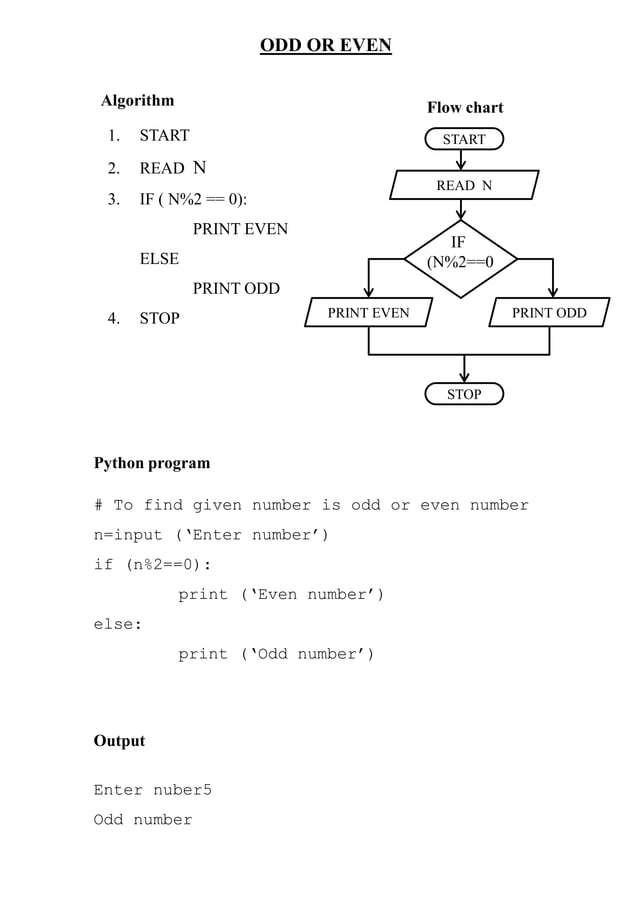 ODD OR EVEN
Algorithm
1. START
2. READ N
3. IF ( N%2 == 0):
PRINT EVEN
ELSE
PRINT ODD
4. STOP
Flow chart
START
READ N
IF
(N%2==0
PRINT EVEN
PRINT ODD
STOP
Python program
# To find given number is odd or even number
n=input (‘Enter number’)
if (n%2==0):
print (‘Even number’)
else:
print (‘Odd number’)
Output
Enter nuber5
Odd number